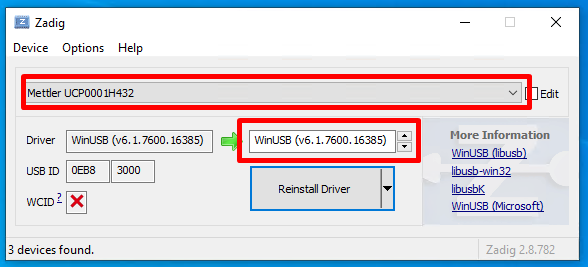 Zadig
Device Options Help
Mettler UCP0001H432
Edit
Driver WinUSB (v6.1.7600.16385) WinUSB (v6.1.7600.16385)
USB ID 0EB8 3000
WCID ?
Reinstall Driver
More Information
WinUSB (libusb)
libusb-win32
libusbK
WinUSB (Microsoft)
3 devices found. Zadig 2.8.782